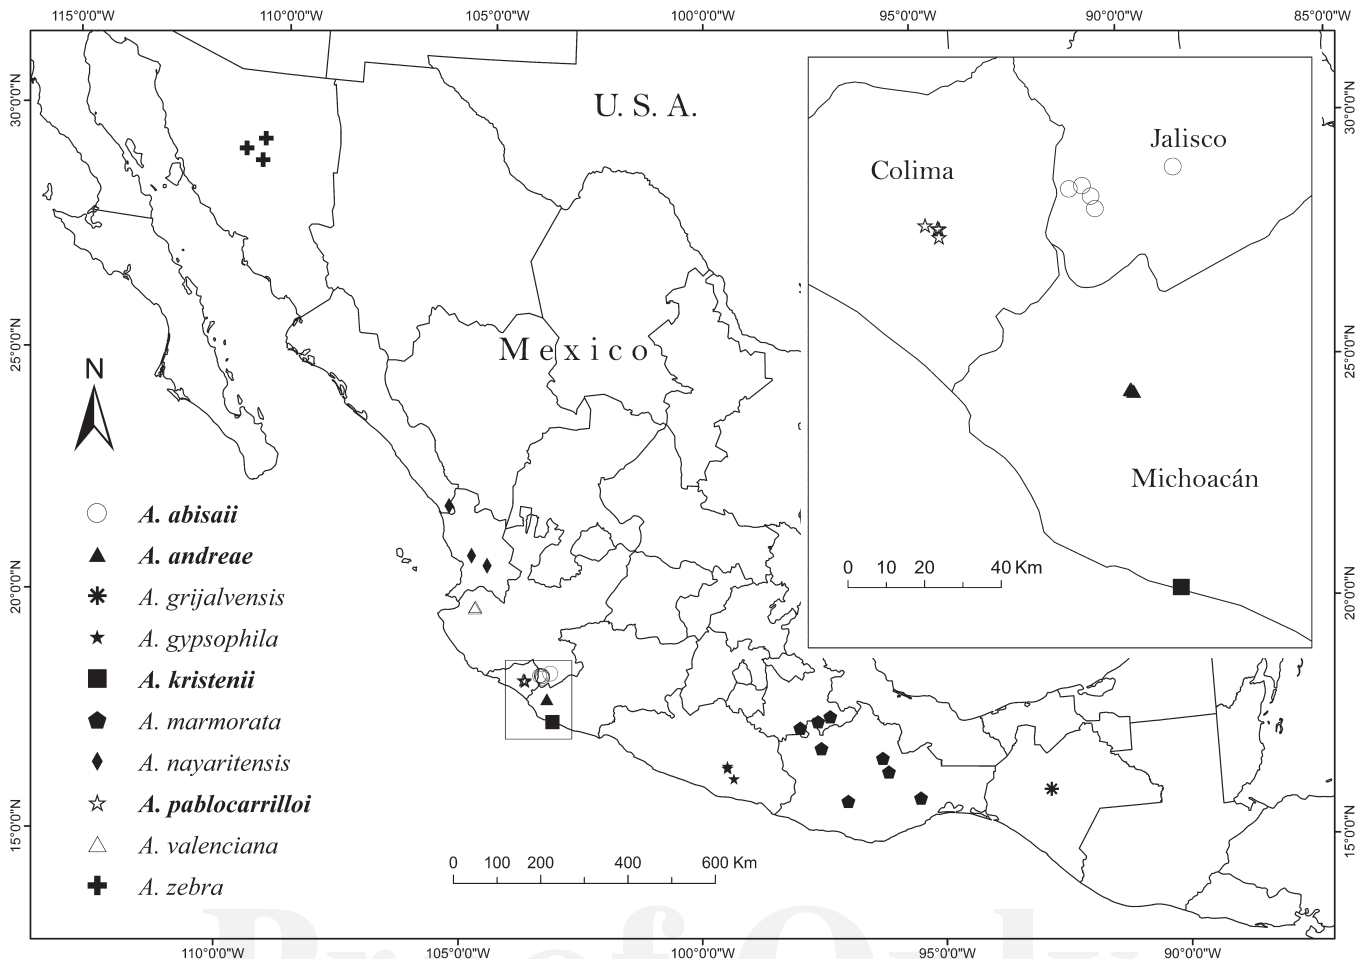 115°0'0"W 110°0'0"W 105°0'0"W 100°0'0"W 95°0'0"W 90°0'0"W 85°0'0"W
30°0'0"N
30°0'0"N
U. S. A.
Jalisco
Colima
Mexico
25°0'0"N
25°0'0"N
N
Michoacán
A. abisaii
A. andreae
0 10 20 40 Km
20°0'0"N
20°0'0"N
A. grijalvensis
A. gypsophila
A. kristenii
A. marmorata
A. nayaritensis
A. pablocarrilloi
15°0'0"N
15°0'0"N
A. valenciana
0 100 200 400 600 Km
A. zebra
Proof Only
110°0'0"W 105°0'0"W 100°0'0"W 95°0'0"W 90°0'0"W